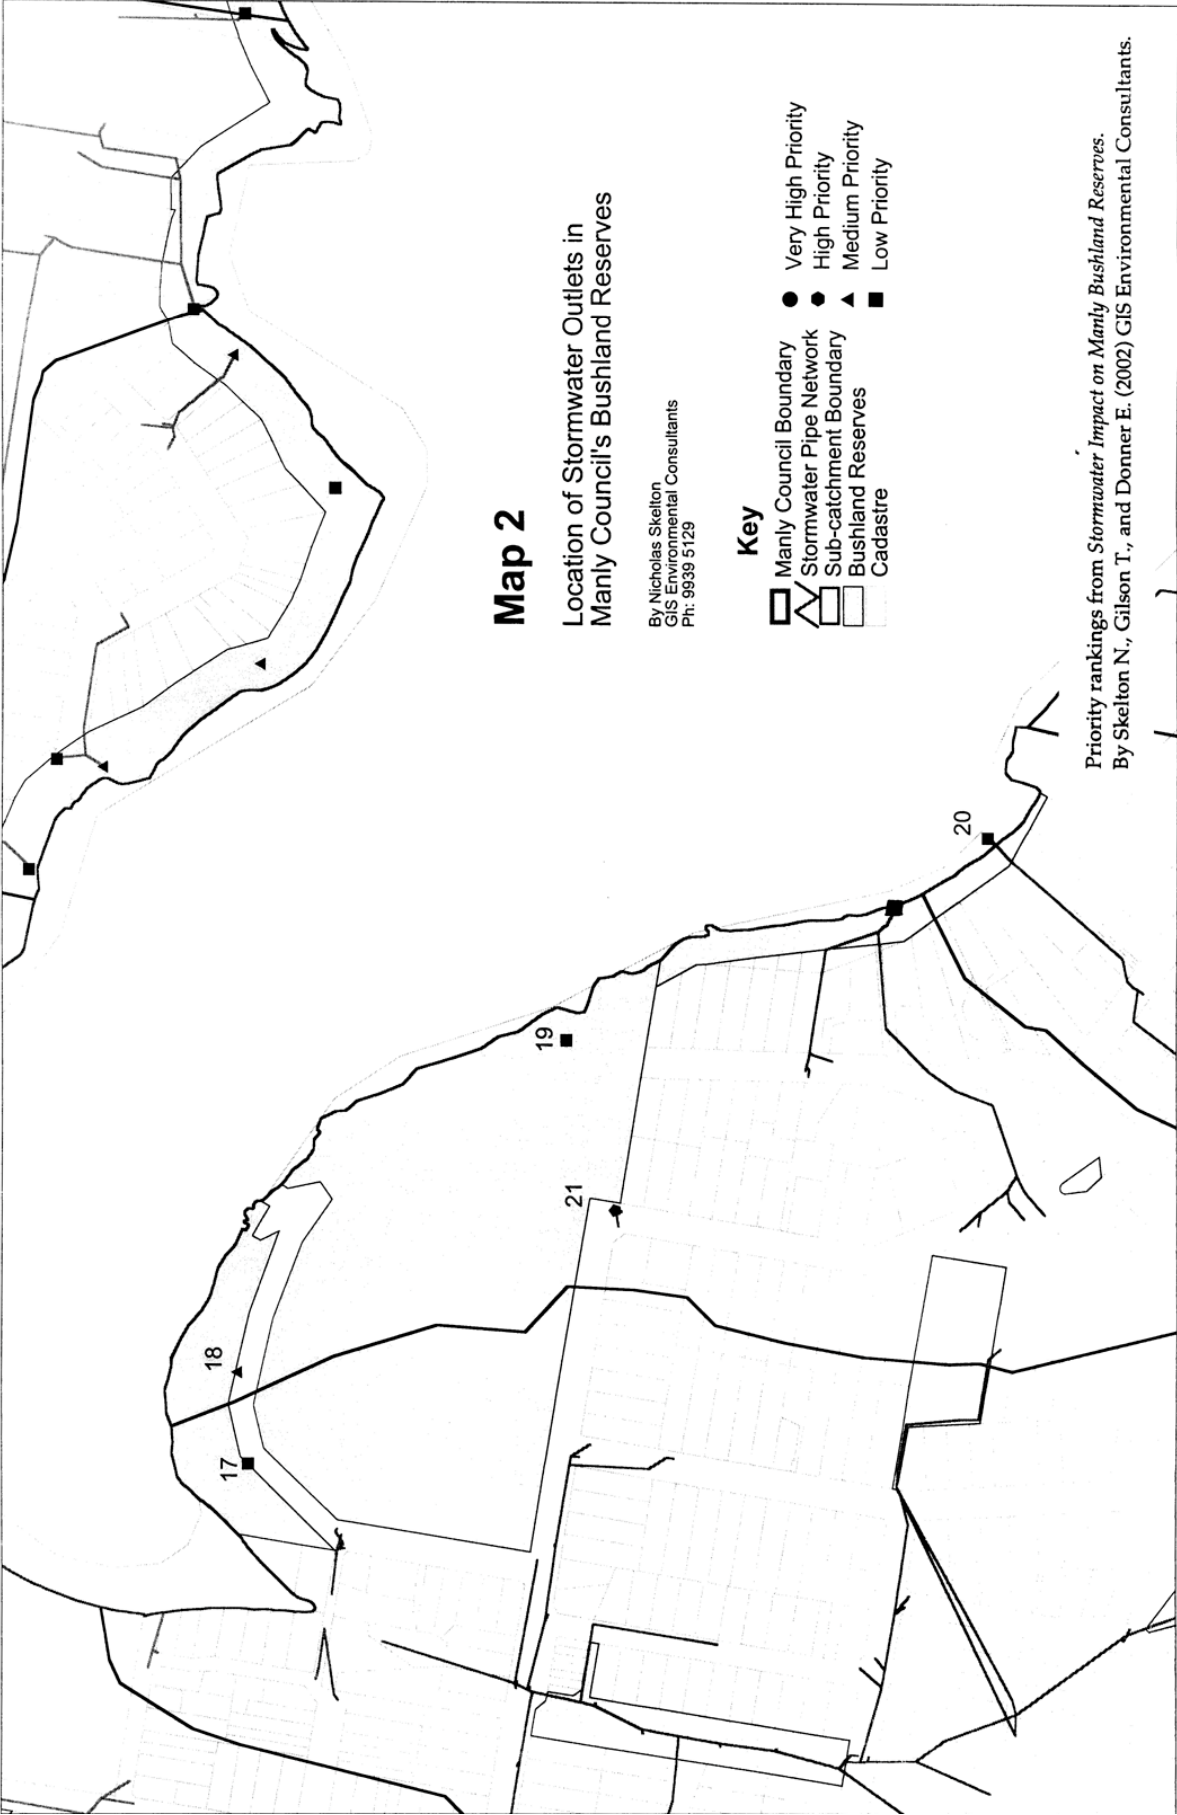 Map 2
Location of Stormwater Outlets in
Manly Council's Bushland Reserves
By Nicholas Skelton
GIS Environmental Consultants
Ph: 9939 5129
Key
Manly Council Boundary
Stormwater Pipe Network
Sub-catchment Boundary
Bushland Reserves
Cadastre
Very High Priority
High Priority
Medium Priority
Low Priority
17
18
19
20
21
Priority rankings from Stormwater Impact on Manly Bushland Reserves.
By Skelton N., Gilson T., and Donner E. (2002) GIS Environmental Consultants.